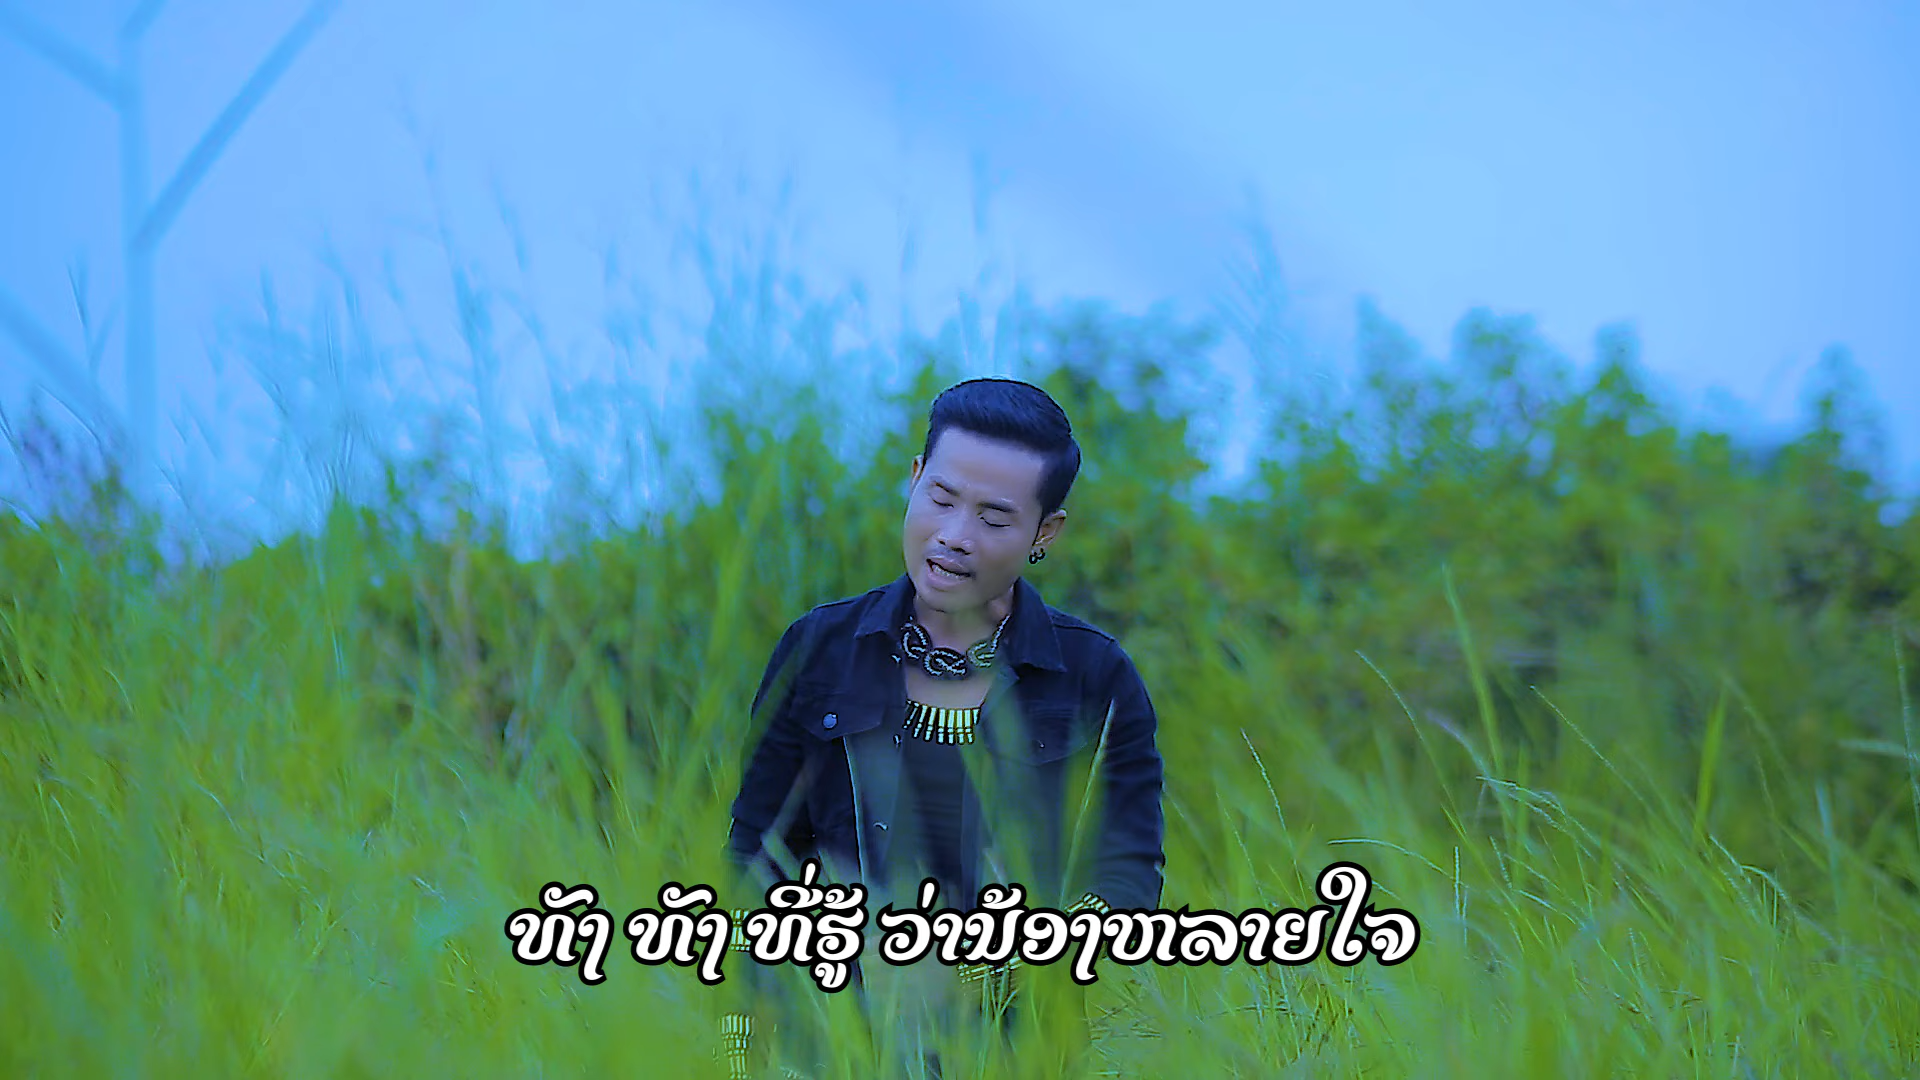 ທັງ ທັງ ທີ່ຮູ້ ວ່ານ້ອງຫລາຍໃຈ